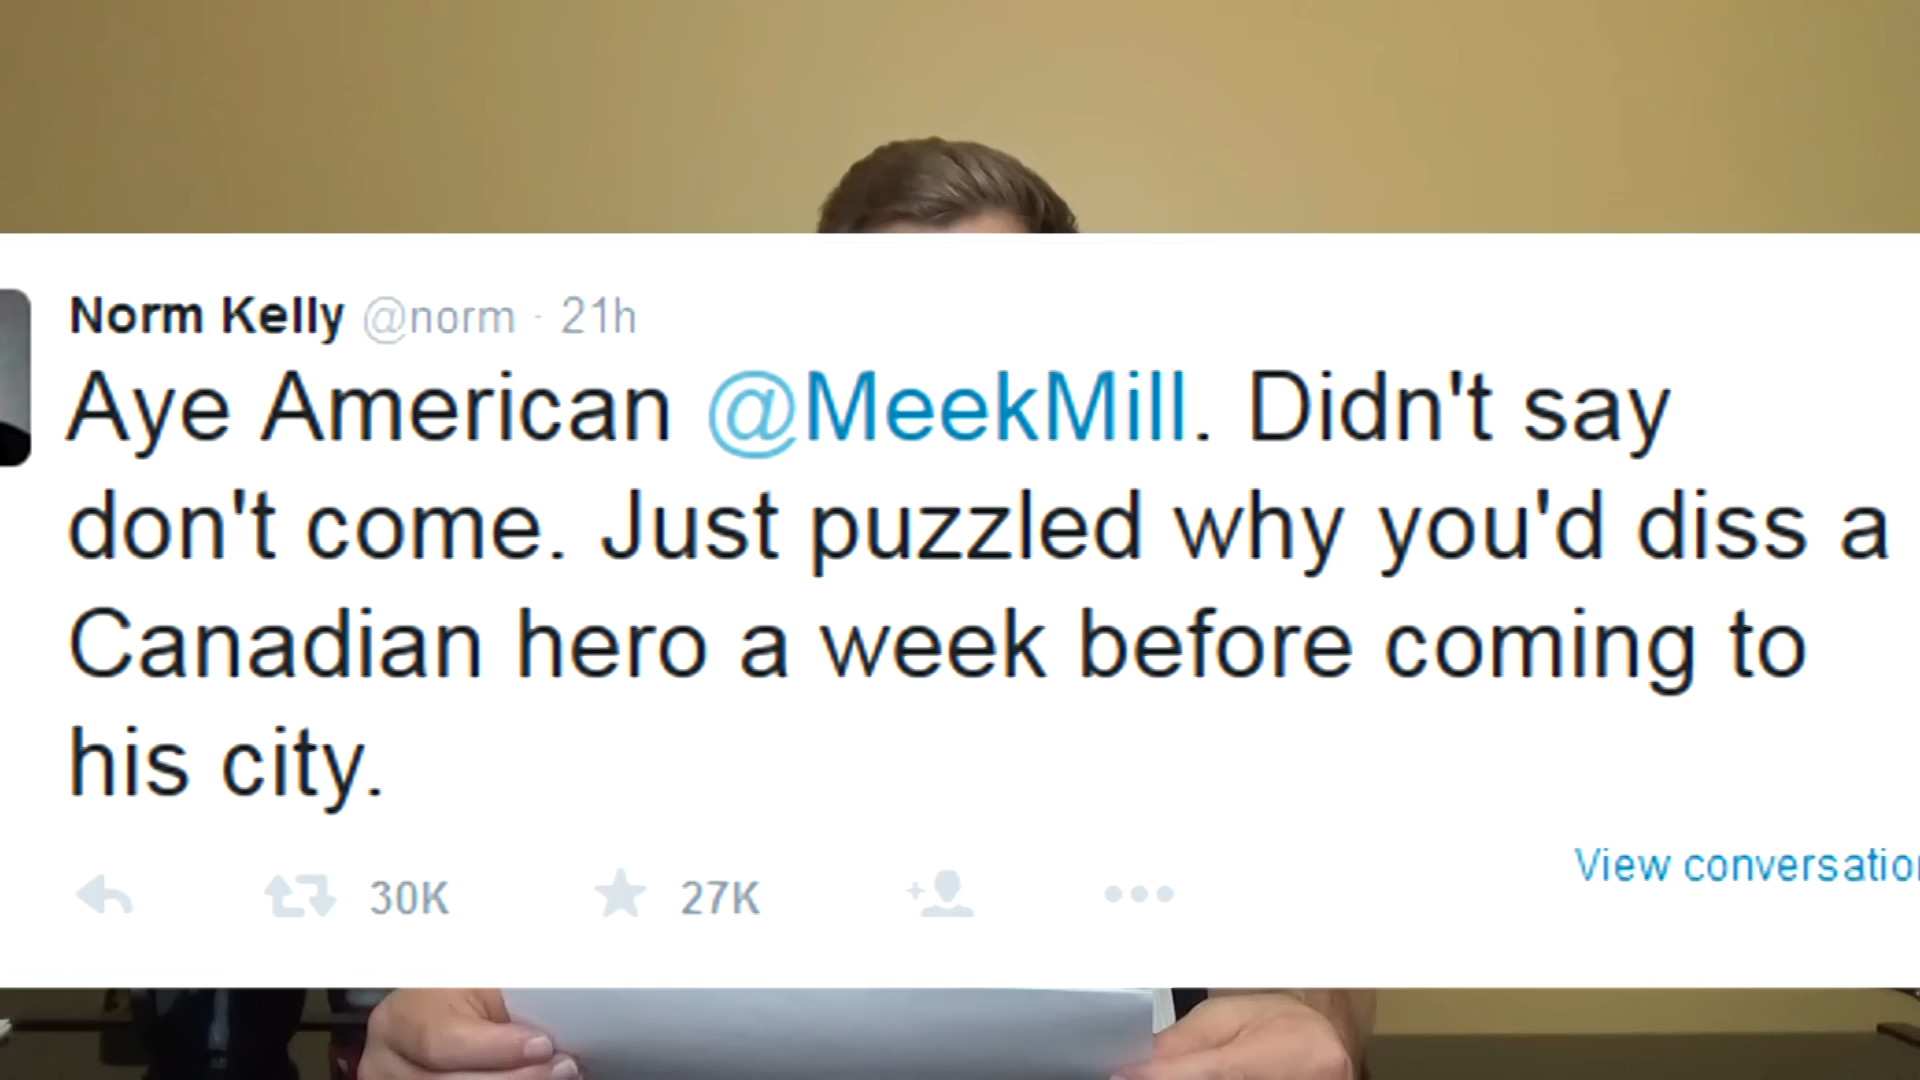 Norm Kelly @norm · 21h
Aye American @MeekMill. Didn't say
don't come. Just puzzled why you'd diss a
Canadian hero a week before coming to
his city.
View conversation
30K 27K